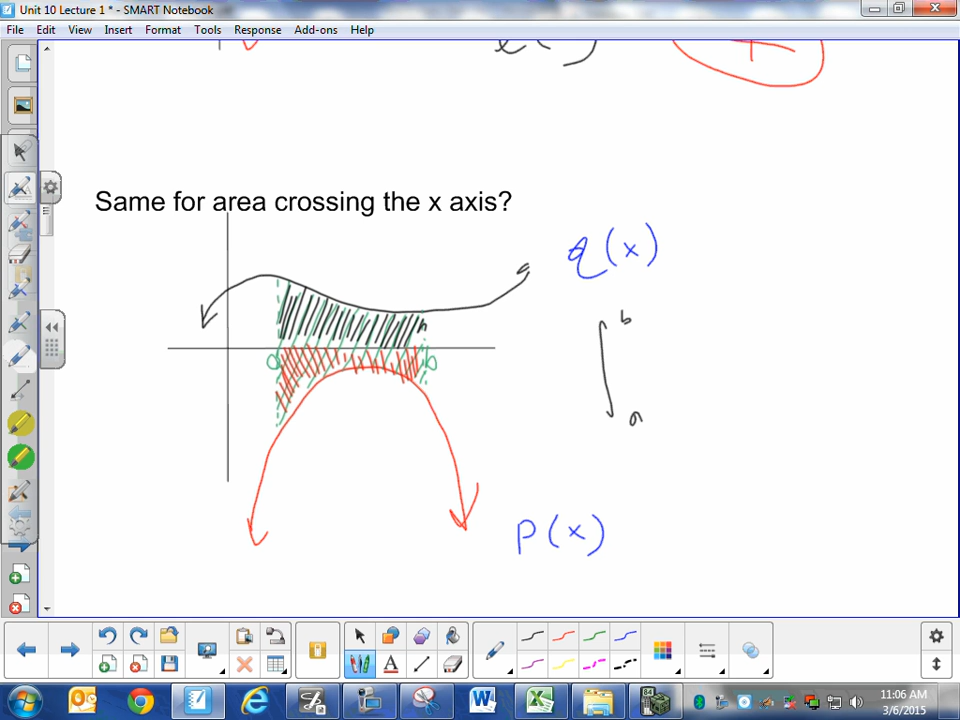 Unit 10 Lecture 1 * - SMART Notebook
File Edit View Insert Format Tools Response Add-ons Help
Same for area crossing the x axis?
q(x)
b
a b
∫
a
p(x)
A
84
11:06 AM
3/6/2015